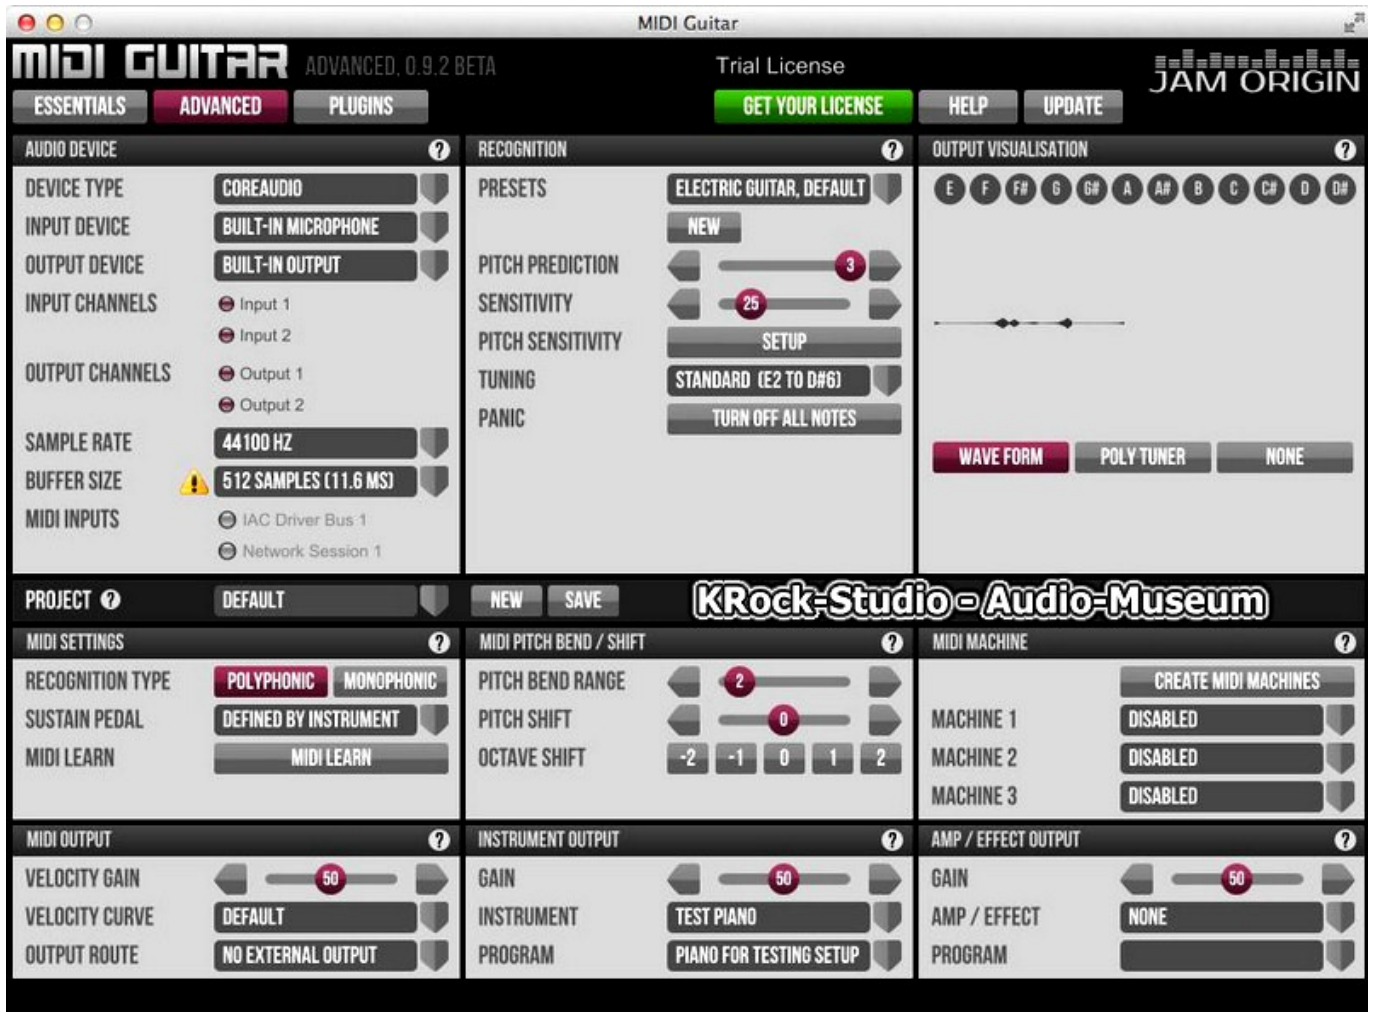 MIDI Guitar
MIDI GUITAR ADVANCED, 0.9.2 BETA
Trial License
JAM ORIGIN
ESSENTIALS ADVANCED PLUGINS GET YOUR LICENSE HELP UPDATE
AUDIO DEVICE ?
DEVICE TYPE COREAUDIO
INPUT DEVICE BUILT-IN MICROPHONE
OUTPUT DEVICE BUILT-IN OUTPUT
INPUT CHANNELS Input 1
Input 2
OUTPUT CHANNELS Output 1
Output 2
SAMPLE RATE 44100 HZ
BUFFER SIZE 512 SAMPLES (11.6 MS)
MIDI INPUTS IAC Driver Bus 1
Network Session 1
RECOGNITION ?
PRESETS ELECTRIC GUITAR, DEFAULT
NEW
PITCH PREDICTION 3
SENSITIVITY 25
PITCH SENSITIVITY SETUP
TUNING STANDARD (E2 TO D#6)
PANIC TURN OFF ALL NOTES
OUTPUT VISUALISATION ?
E F F# G G# A A# B C C# D D#
WAVE FORM POLY TUNER NONE
PROJECT ? DEFAULT NEW SAVE
KRock-Studio - Audio-Museum
MIDI SETTINGS ?
RECOGNITION TYPE POLYPHONIC MONOPHONIC
SUSTAIN PEDAL DEFINED BY INSTRUMENT
MIDI LEARN MIDI LEARN
MIDI PITCH BEND / SHIFT ?
PITCH BEND RANGE 2
PITCH SHIFT 0
OCTAVE SHIFT -2 -1 0 1 2
MIDI MACHINE ?
CREATE MIDI MACHINES
MACHINE 1 DISABLED
MACHINE 2 DISABLED
MACHINE 3 DISABLED
MIDI OUTPUT ?
VELOCITY GAIN 50
VELOCITY CURVE DEFAULT
OUTPUT ROUTE NO EXTERNAL OUTPUT
INSTRUMENT OUTPUT ?
GAIN 50
INSTRUMENT TEST PIANO
PROGRAM PIANO FOR TESTING SETUP
AMP / EFFECT OUTPUT ?
GAIN 50
AMP / EFFECT NONE
PROGRAM